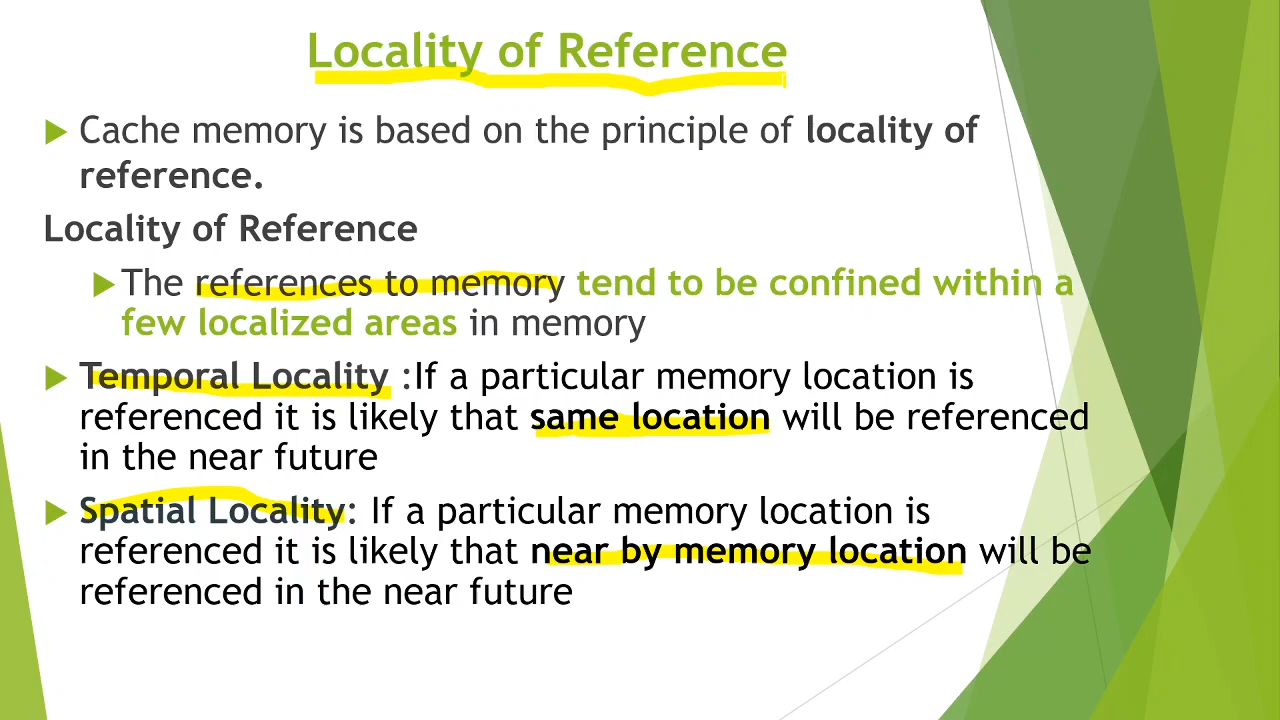 Locality of Reference
Cache memory is based on the principle of locality of
reference.
Locality of Reference
The references to memory tend to be confined within a
few localized areas in memory
Temporal Locality :If a particular memory location is
referenced it is likely that same location will be referenced
in the near future
Spatial Locality: If a particular memory location is
referenced it is likely that near by memory location will be
referenced in the near future